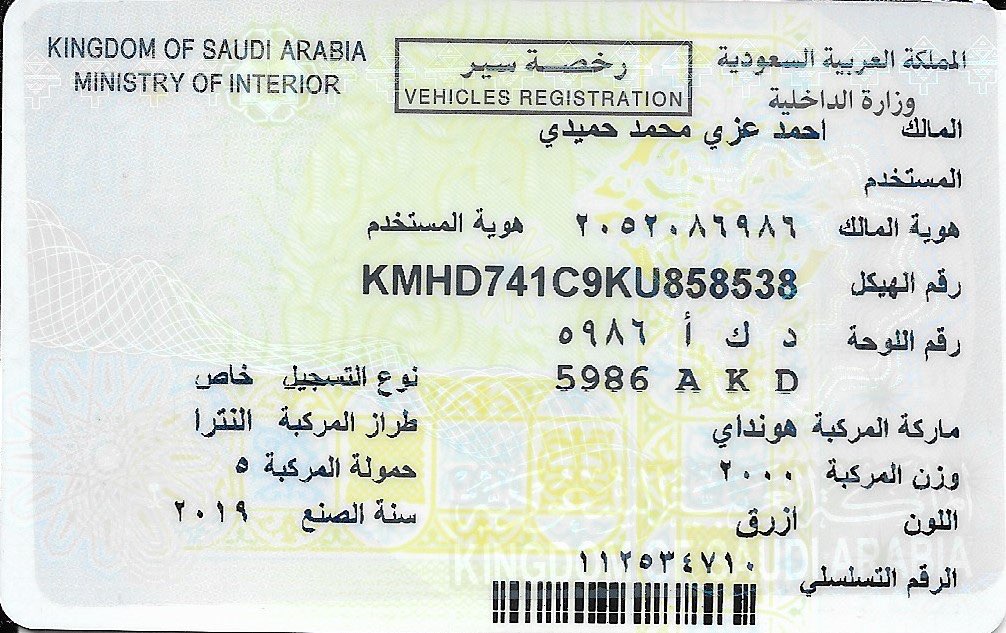 KINGDOM OF SAUDI ARABIA
MINISTRY OF INTERIOR
رخصة سير
VEHICLES REGISTRATION
المملكة العربية السعودية
وزارة الداخلية
المالك احمد عزي محمد حميدي
المستخدم
هوية المالك ٢٠٥٢٠٨٦٩٨٦ هوية المستخدم
رقم الهيكل KMHD741C9KU858538
رقم اللوحة د ك أ ٥٩٨٦
5986 A K D
نوع التسجيل خاص
ماركة المركبة هونداي طراز المركبة النترا
وزن المركبة ٢٠٠٠ حمولة المركبة ٥
اللون ازرق سنة الصنع ٢٠١٩
الرقم التسلسلي ١١٢٥٣٤٧١٠
KINGDOM OF SAUDI ARABIA